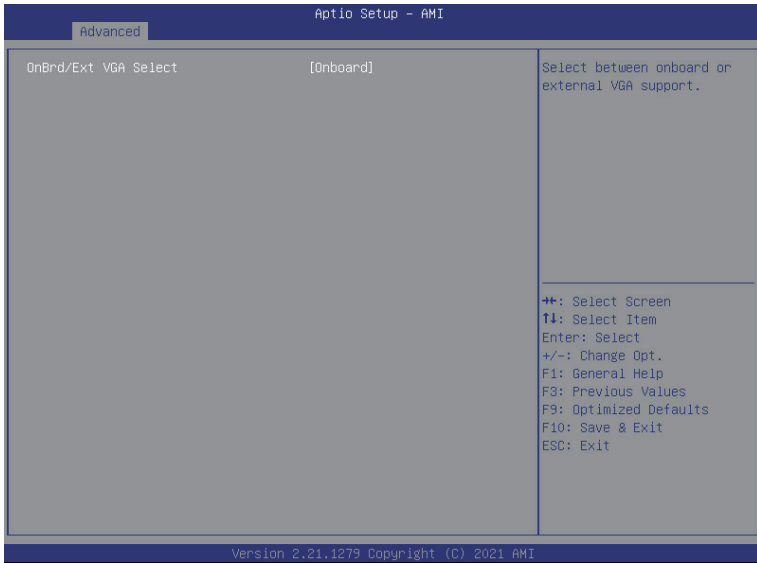 Aptio Setup – AMI
Advanced
OnBrd/Ext VGA Select [Onboard]
Select between onboard or
external VGA support.
→←: Select Screen
↑↓: Select Item
Enter: Select
+/-: Change Opt.
F1: General Help
F3: Previous Values
F9: Optimized Defaults
F10: Save & Exit
ESC: Exit
Version 2.21.1279 Copyright (C) 2021 AMI